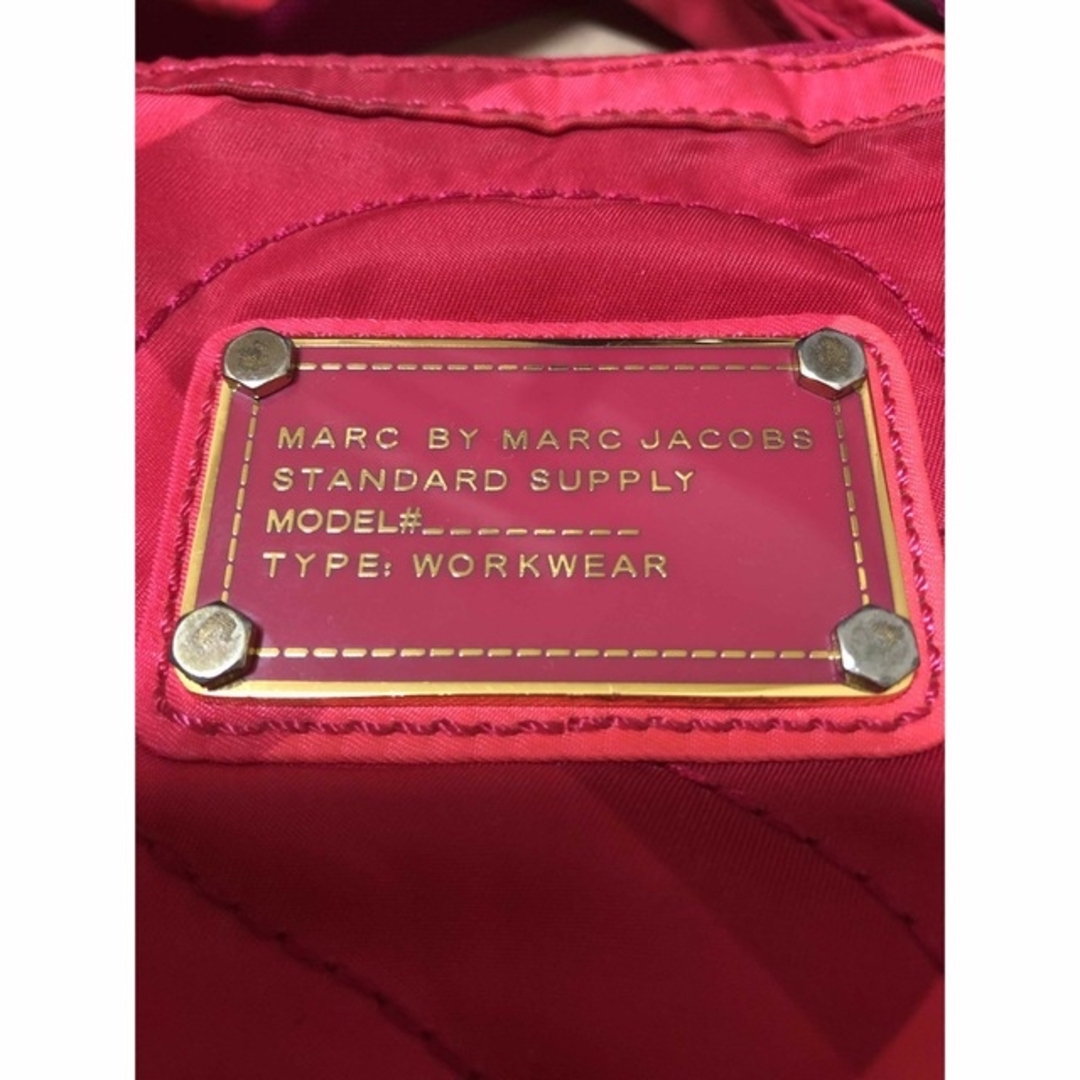 MARC BY MARC JACOBS
STANDARD SUPPLY
MODEL#_________
TYPE: WORKWEAR